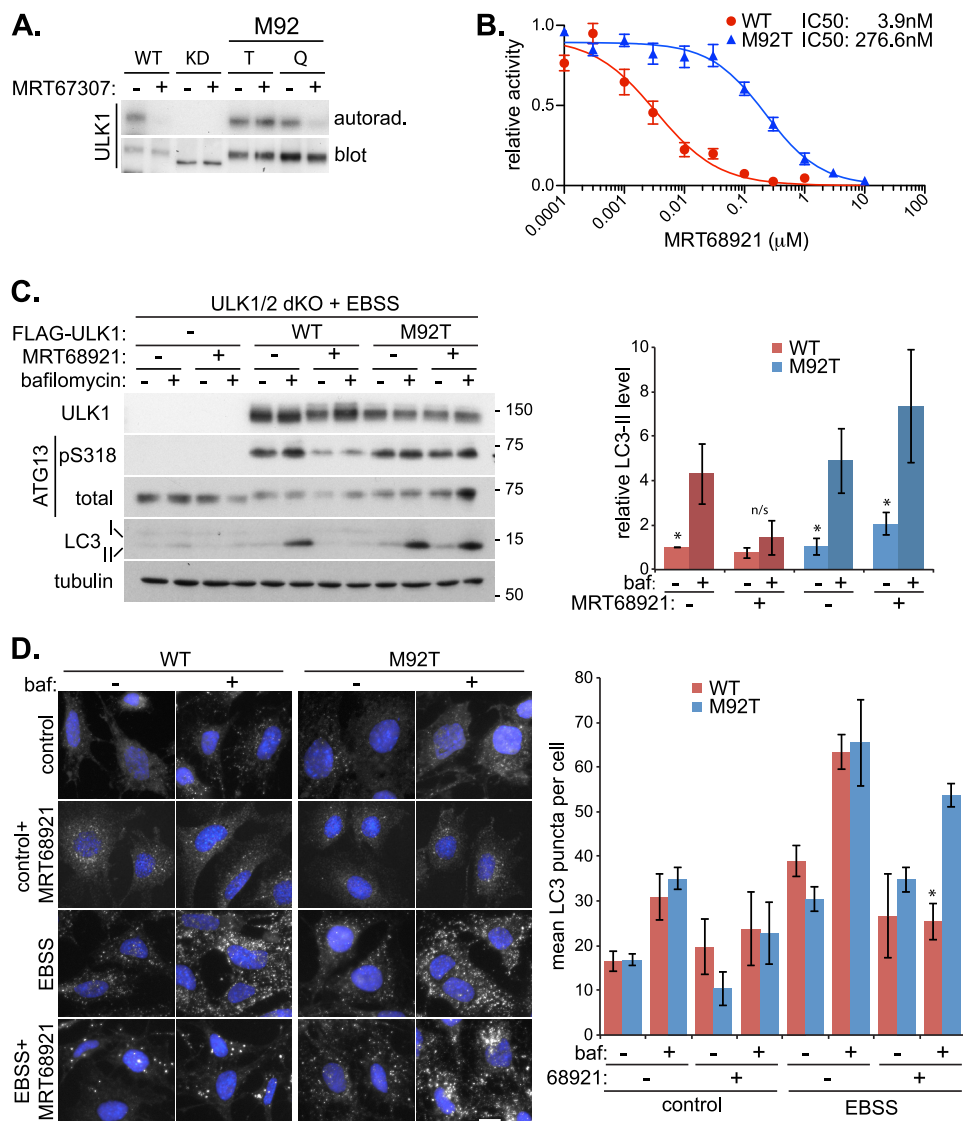 A.
M92
WT KD T Q
MRT67307: - + - + - + - +
ULK1
autorad.
blot
B.
WT IC50: 3.9nM
M92T IC50: 276.6nM
relative activity
1.0
0.5
0.0
0.0001 0.001 0.01 0.1 1 10 100
MRT68921 (μM)
C.
ULK1/2 dKO + EBSS
FLAG-ULK1: - WT M92T
MRT68921: - + - + - +
bafilomycin: - + - + - + - + - + - +
ULK1
- 150
ATG13
pS318
- 75
total
- 75
LC3
I
II
- 15
tubulin
- 50
WT
M92T
relative LC3-II level
10
8
6
4
2
1
0
* n/s * *
baf: - + - + - + - +
MRT68921: - + - +
D.
WT M92T
baf: - + - +
control
control+
MRT68921
EBSS
EBSS+
MRT68921
WT
M92T
mean LC3 puncta per cell
80
70
60
50
40
30
20
10
0
*
baf: - + - + - + - +
68921: - + - +
control EBSS